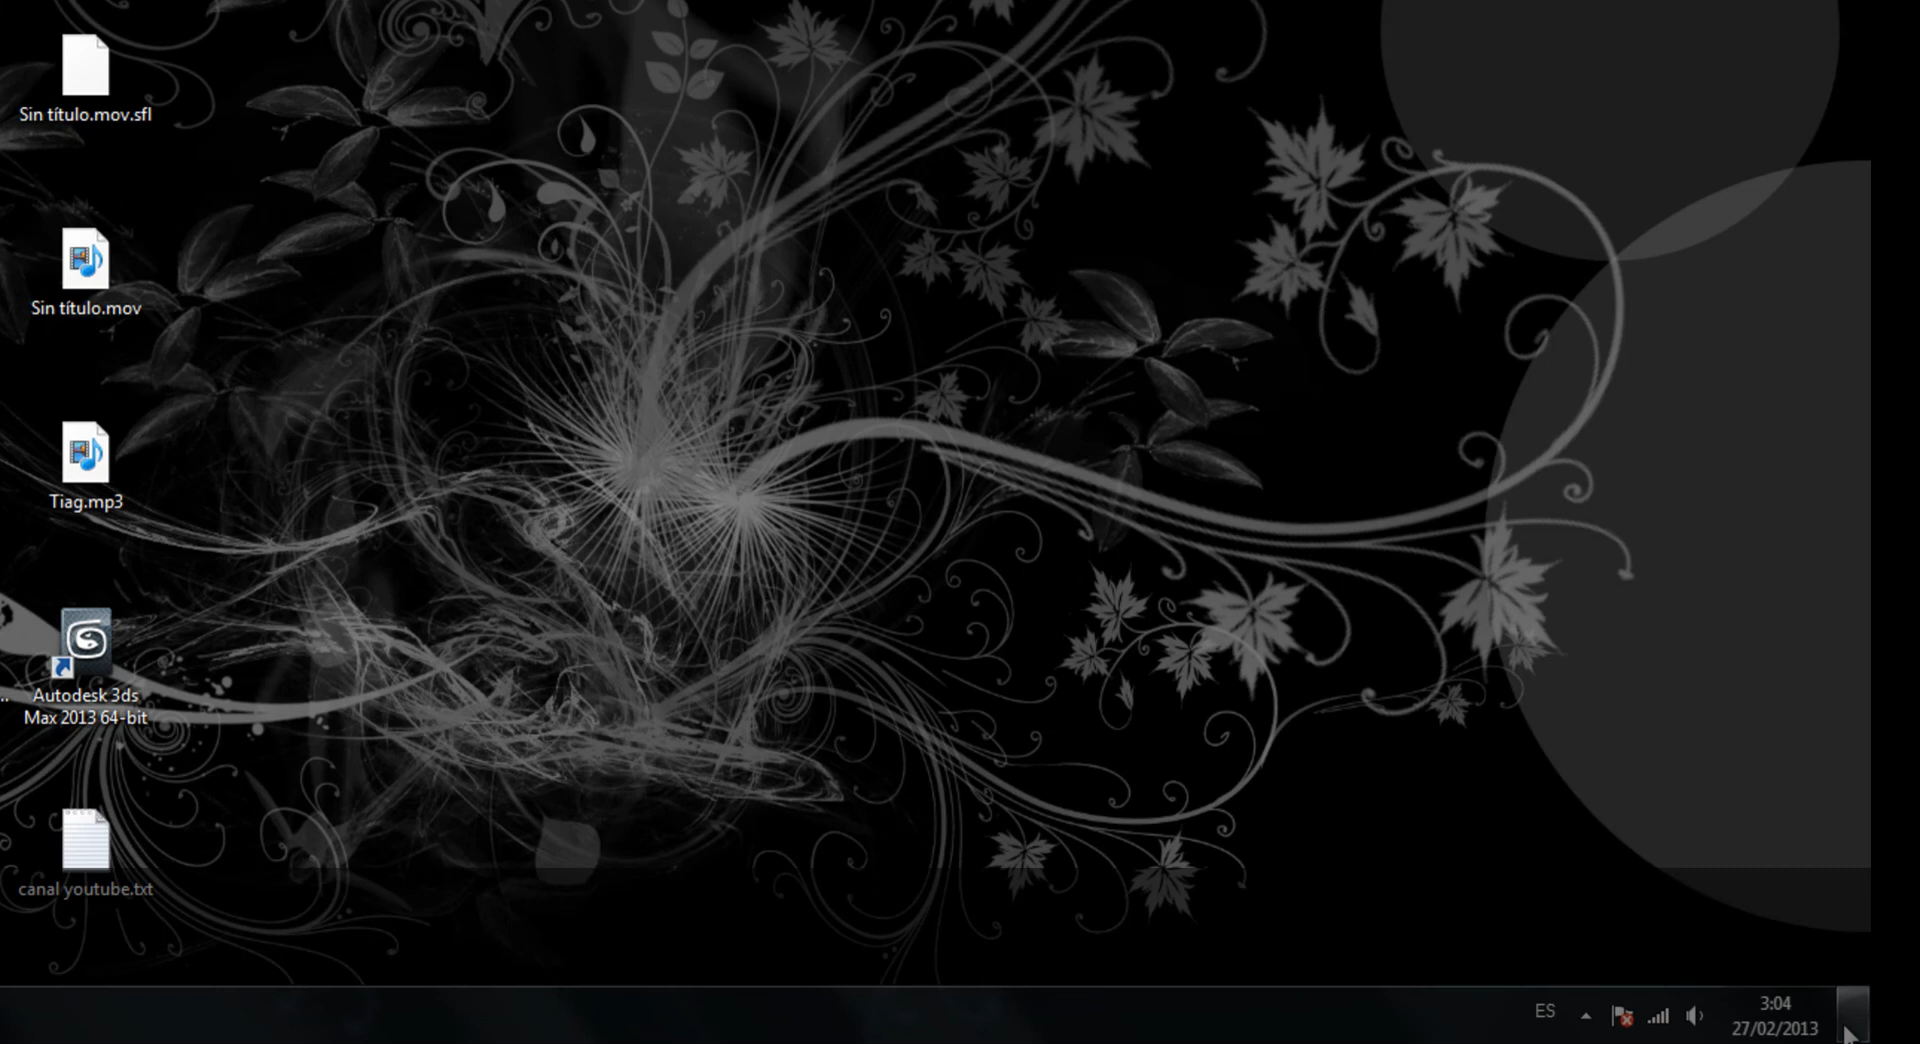 Sin título.mov.sfl
Sin título.mov
Tiag.mp3
..
Autodesk 3ds
Max 2013 64-bit
canal youtube.txt
ES
3:04
27/02/2013